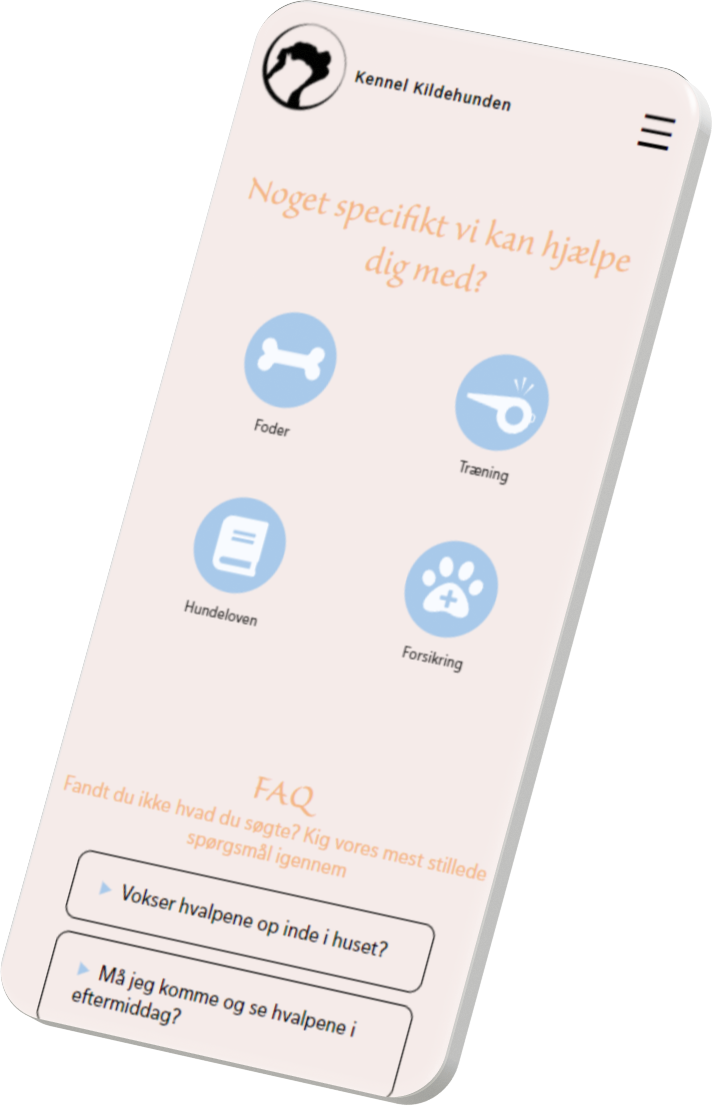 Kennel Kildehunden
Noget specifikt vi kan hjælpe
dig med?
Foder
Træning
Hundeloven
Forsikring
FAQ
Fandt du ikke hvad du søgte? Kig vores mest stillede
spørgsmål igennem
Vokser hvalpene op inde i huset?
Må jeg komme og se hvalpene i
eftermiddag?